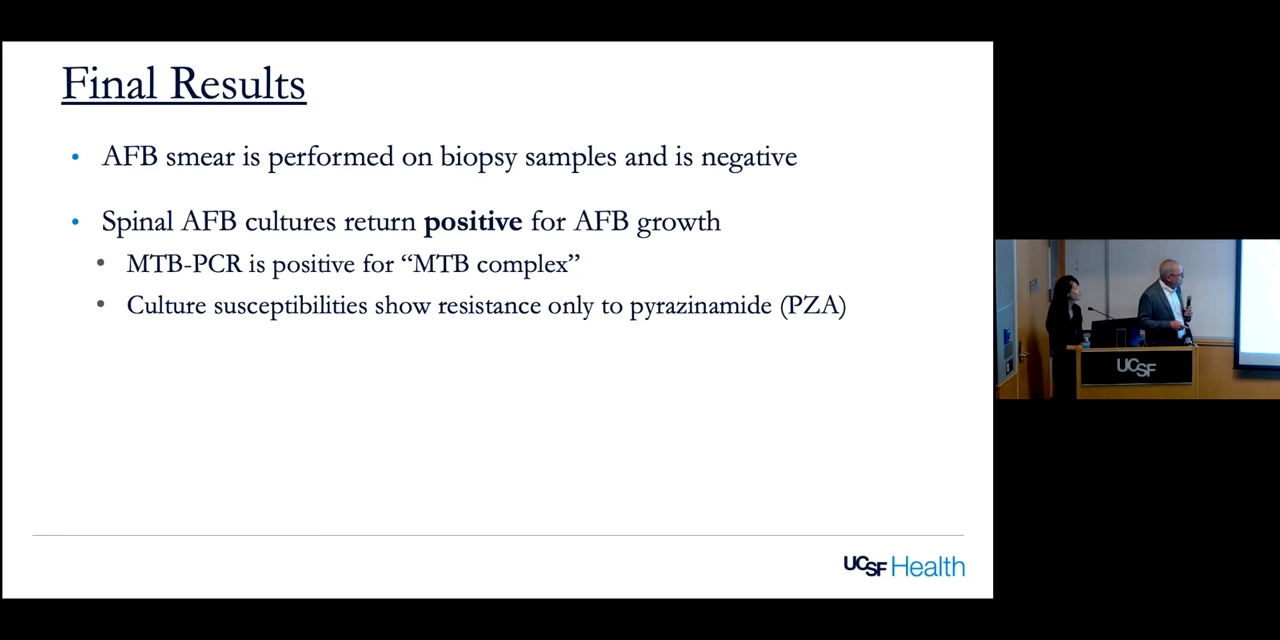 Final Results
AFB smear is performed on biopsy samples and is negative
Spinal AFB cultures return positive for AFB growth
MTB-PCR is positive for “MTB complex”
Culture susceptibilities show resistance only to pyrazinamide (PZA)
UCSF
UCSF Health